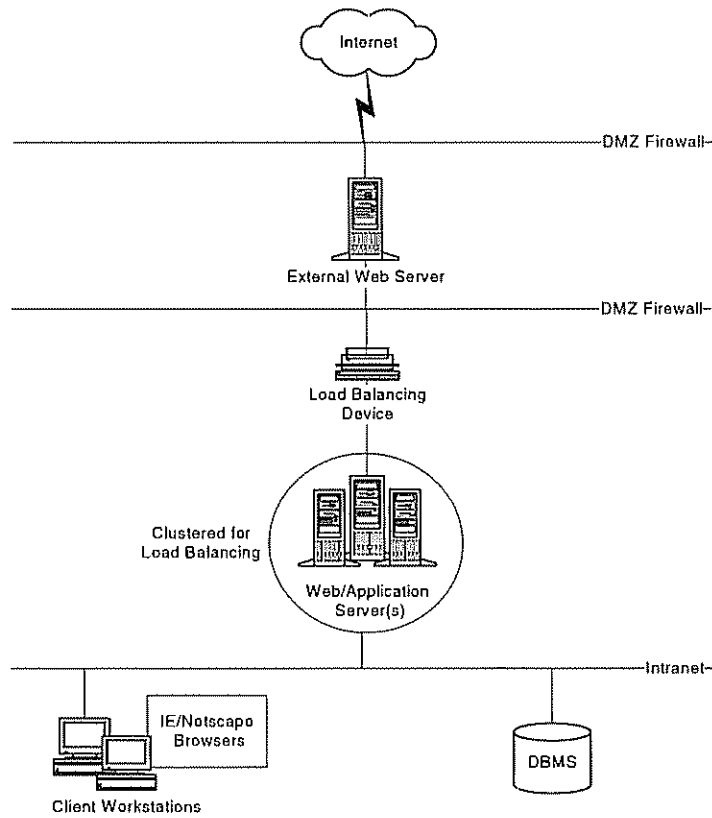 Internet
DMZ Firewall
External Web Server
DMZ Firewall
Load Balancing
Device
Clustered for
Load Balancing
Web/Application
Server(s)
Intranet
IE/Netscape
Browsers
DBMS
Client Workstations